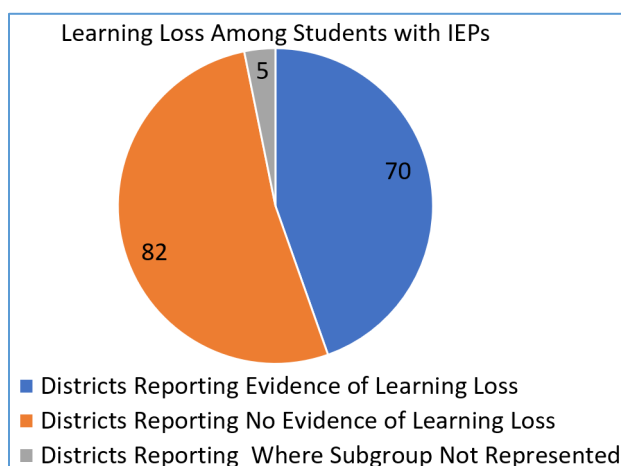 Learning Loss Among Students with IEPs
5
70
82
Districts Reporting Evidence of Learning Loss
Districts Reporting No Evidence of Learning Loss
Districts Reporting  Where Subgroup Not Represented